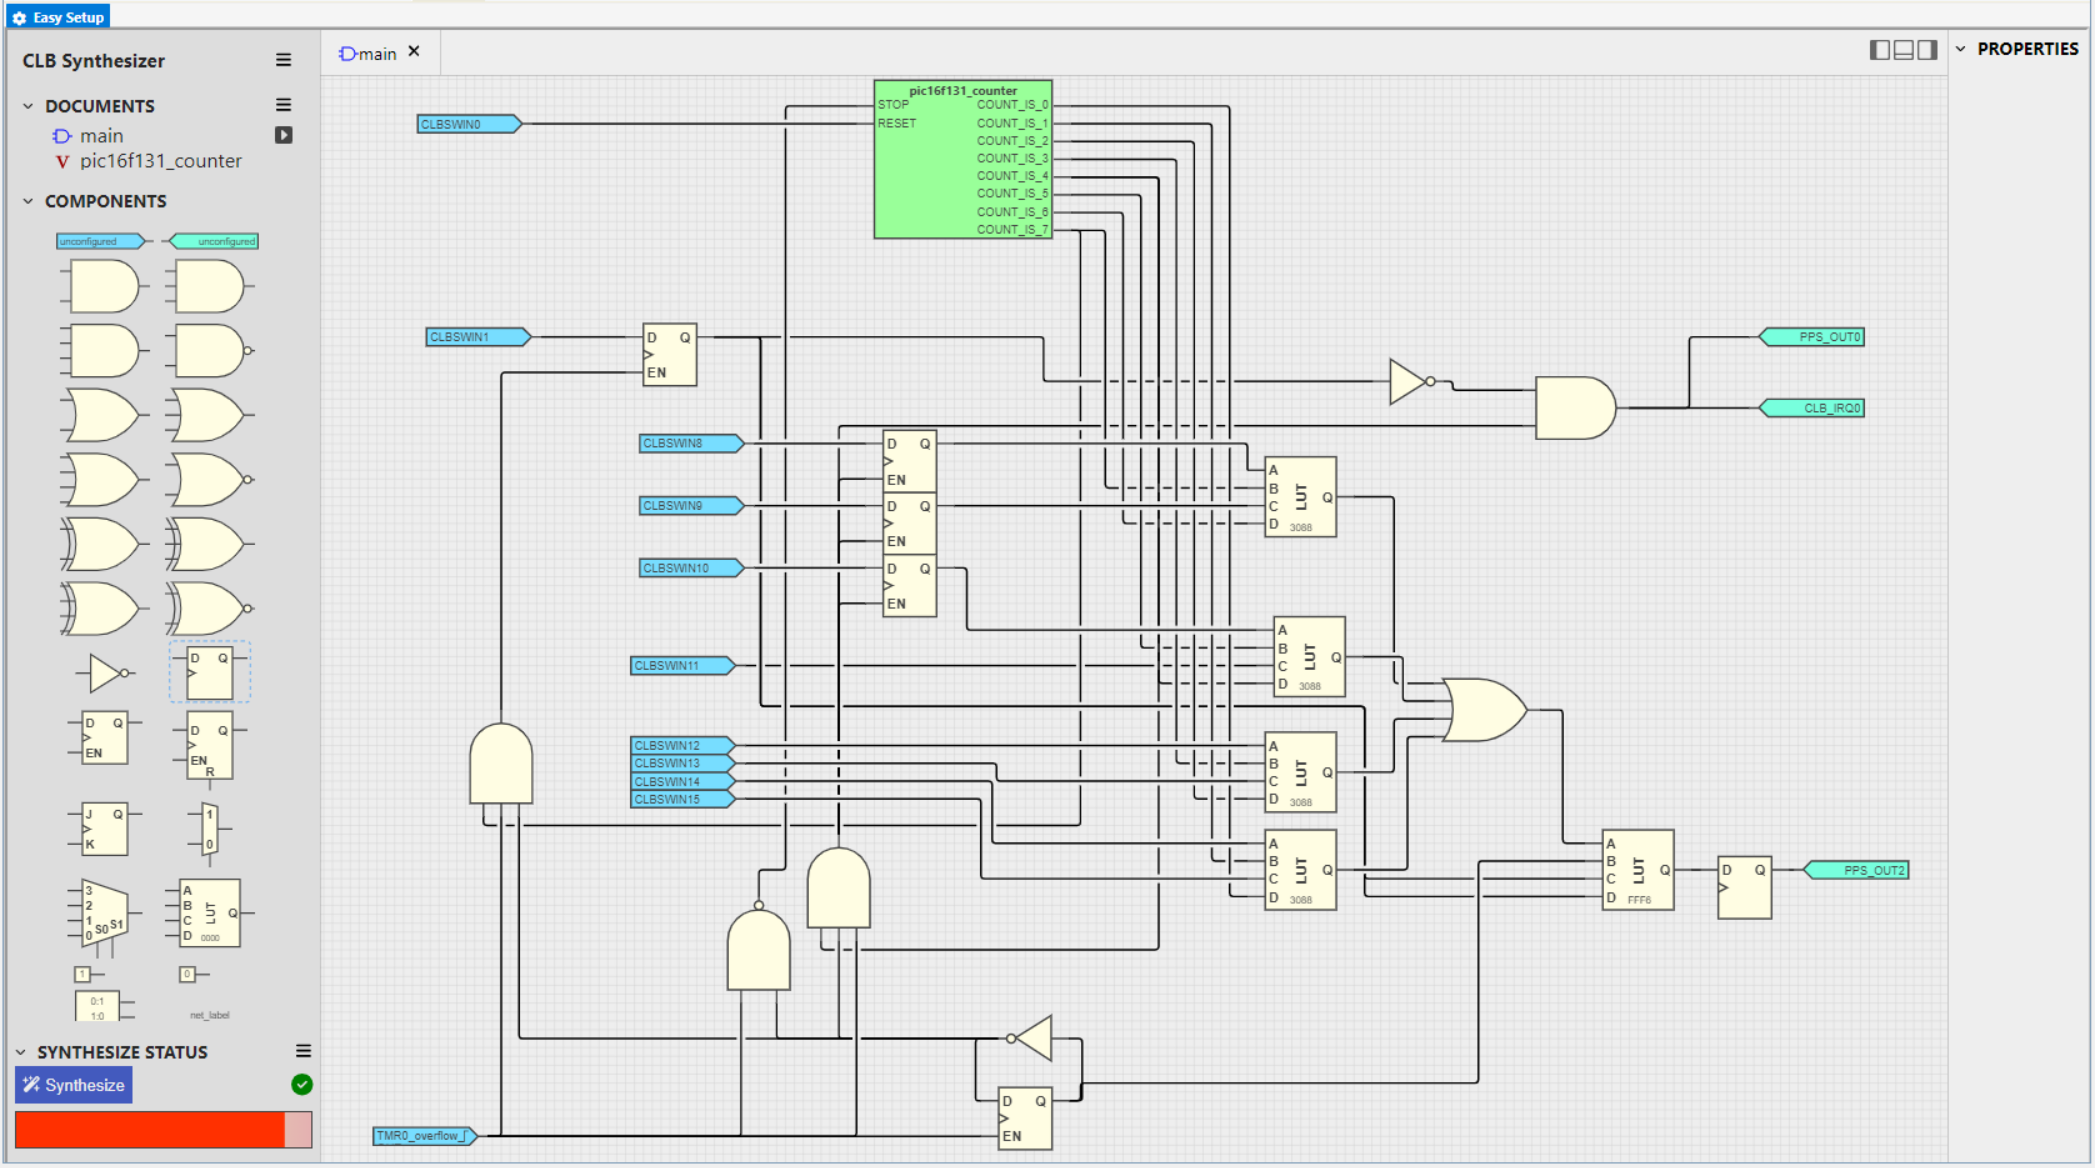 Easy Setup
CLB Synthesizer
DOCUMENTS
main
V pic16f131_counter
COMPONENTS
unconfigured
unconfigured
D Q
D Q
EN
D Q
EN
R
J Q
K
1
0
3
2
1
0
S0 S1
A
B
C
D
LUT
Q
0000
1
0
0:1
1:0
net_label
SYNTHESIZE STATUS
Synthesize
main
PROPERTIES
pic16f131_counter
STOP COUNT_IS_0
RESET COUNT_IS_1
COUNT_IS_2
COUNT_IS_3
COUNT_IS_4
COUNT_IS_5
COUNT_IS_6
COUNT_IS_7
CLBSWIN0
CLBSWIN1
D Q
EN
PPS_OUT0
CLB_IRQ0
CLBSWIN8
D Q
EN
CLBSWIN9
D Q
EN
CLBSWIN10
D Q
EN
A
B
C
D
LUT
Q
3088
CLBSWIN11
A
B
C
D
LUT
Q
3088
CLBSWIN12
CLBSWIN13
CLBSWIN14
CLBSWIN15
A
B
C
D
LUT
Q
3088
A
B
C
D
LUT
Q
3088
A
B
C
D
LUT
Q
FFF6
D Q
PPS_OUT2
D Q
EN
TMR0_overflow_